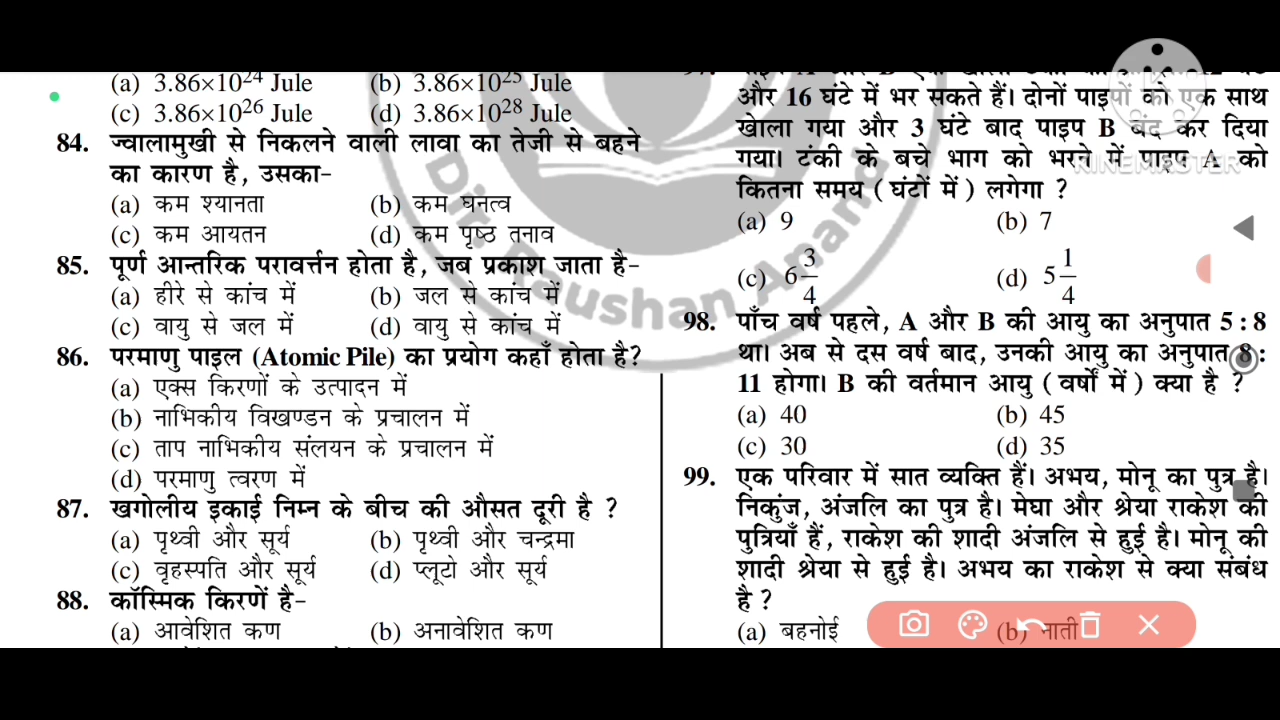 (a) 3.86×10²⁴ Jule (b) 3.86×10²⁵ Jule
(c) 3.86×10²⁶ Jule (d) 3.86×10²⁸ Jule
84. ज्वालामुखी से निकलने वाली लावा का तेजी से बहने
का कारण है, उसका-
(a) कम श्यानता (b) कम घनत्व
(c) कम आयतन (d) कम पृष्ठ तनाव
85. पूर्ण आन्तरिक परावर्त्तन होता है, जब प्रकाश जाता है-
(a) हीरे से कांच में (b) जल से कांच में
(c) वायु से जल में (d) वायु से कांच में
86. परमाणु पाइल (Atomic Pile) का प्रयोग कहाँ होता है?
(a) एक्स किरणों के उत्पादन में
(b) नाभिकीय विखण्डन के प्रचालन में
(c) ताप नाभिकीय संलयन के प्रचालन में
(d) परमाणु त्वरण में
87. खगोलीय इकाई निम्न के बीच की औसत दूरी है ?
(a) पृथ्वी और सूर्य (b) पृथ्वी और चन्द्रमा
(c) वृहस्पति और सूर्य (d) प्लूटो और सूर्य
88. कॉस्मिक किरणें है-
(a) आवेशित कण (b) अनावेशित कण
और 16 घंटे में भर सकते हैं। दोनों पाइपों को एक साथ
खोला गया और 3 घंटे बाद पाइप B बंद कर दिया
गया। टंकी के बचे भाग को भरने में पाइप A को
कितना समय (घंटों में) लगेगा ?
(a) 9 (b) 7
(c) 6 3/4 (d) 5 1/4
98. पाँच वर्ष पहले, A और B की आयु का अनुपात 5 : 8
था। अब से दस वर्ष बाद, उनकी आयु का अनुपात 8 :
11 होगा। B की वर्तमान आयु (वर्षों में) क्या है ?
(a) 40 (b) 45
(c) 30 (d) 35
99. एक परिवार में सात व्यक्ति हैं। अभय, मोनू का पुत्र है।
निकुंज, अंजलि का पुत्र है। मेघा और श्रेया राकेश की
पुत्रियाँ हैं, राकेश की शादी अंजलि से हुई है। मोनू की
शादी श्रेया से हुई है। अभय का राकेश से क्या संबंध
है ?
(a) बहनोई (b) नाती
Dir. Raushan Anand
KINEMASTER